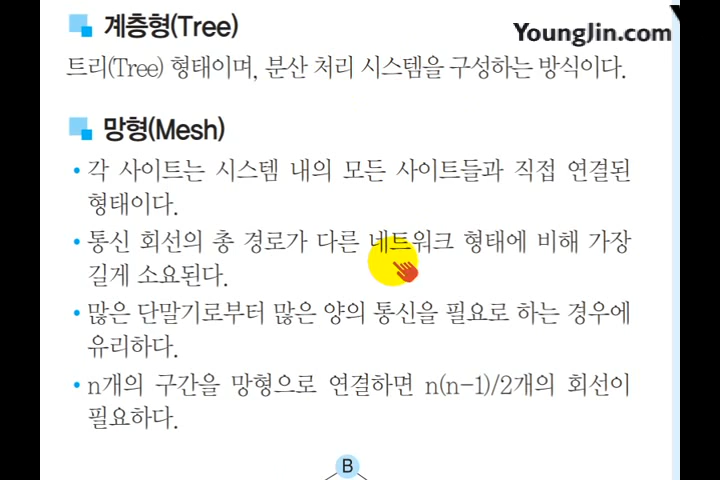 계층형(Tree)
YoungJin.com
트리(Tree) 형태이며, 분산 처리 시스템을 구성하는 방식이다.
망형(Mesh)
• 각 사이트는 시스템 내의 모든 사이트들과 직접 연결된
형태이다.
• 통신 회선의 총 경로가 다른 네트워크 형태에 비해 가장
길게 소요된다.
• 많은 단말기로부터 많은 양의 통신을 필요로 하는 경우에
유리하다.
• n개의 구간을 망형으로 연결하면 n(n-1)/2개의 회선이
필요하다.
B